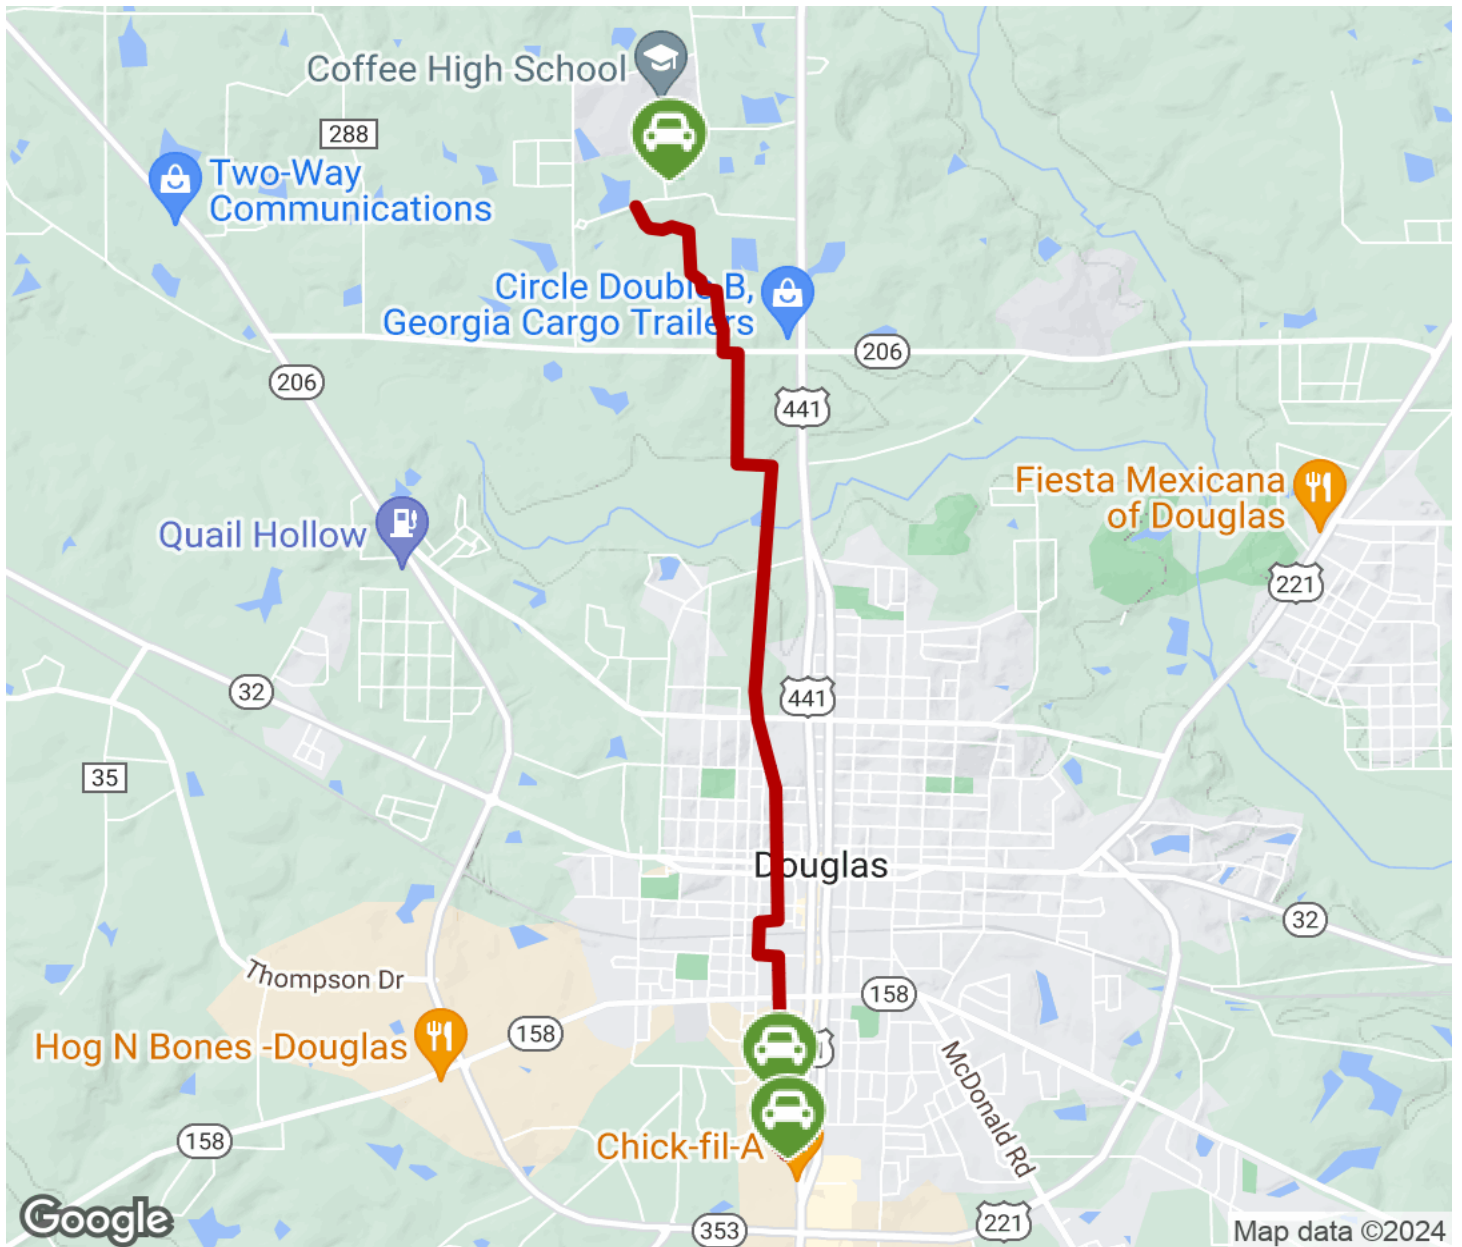 Coffee High School
288
Two-Way
Communications
Circle Double B,
Georgia Cargo Trailers
206
206
441
Fiesta Mexicana
of Douglas
Quail Hollow
221
32
441
35
Douglas
32
Thompson Dr
158
Hog N Bones -Douglas
158
McDonald Rd
158
Chick-fil-A
Google
353
221
Map data ©2024